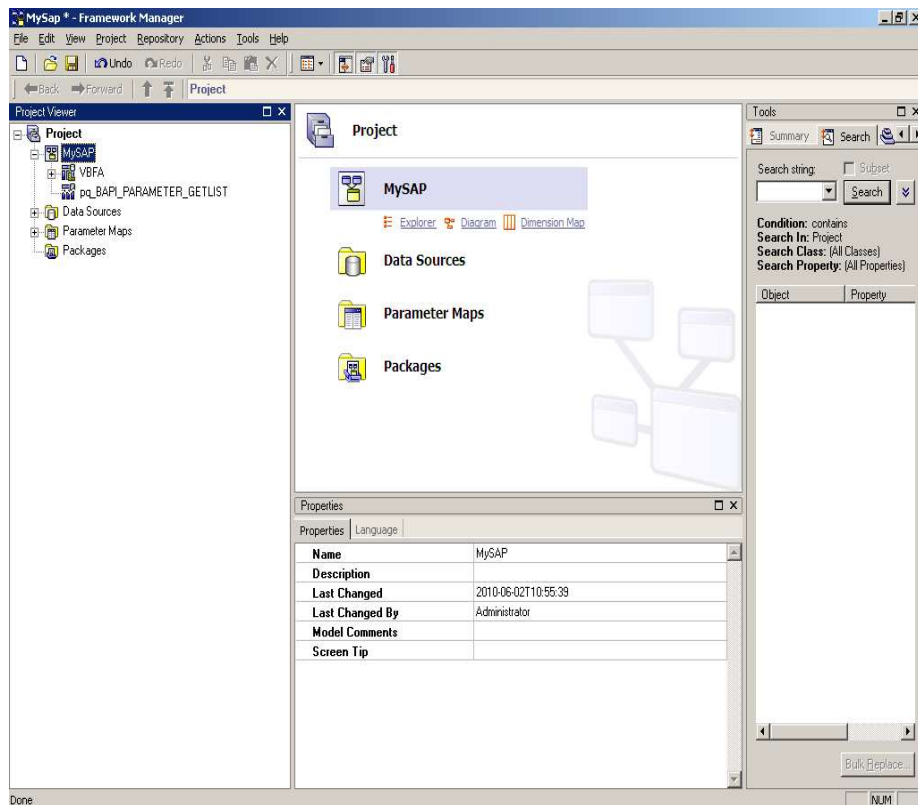 MySap * - Framework Manager
File Edit View Project Repository Actions Tools Help
Undo Redo
Back Forward Project
Project Viewer
Project
MySAP
VBFA
pq_BAPI_PARAMETER_GETLIST
Data Sources
Parameter Maps
Packages
Project
MySAP
Explorer Diagram Dimension Map
Data Sources
Parameter Maps
Packages
Properties
Properties Language
Name MySAP
Description
Last Changed 2010-06-02T10:55:39
Last Changed By Administrator
Model Comments
Screen Tip
Tools
Summary Search
Search string: Subset
Search
Condition: contains
Search In: Project
Search Class: (All Classes)
Search Property: (All Properties)
Object Property
Bulk Replace...
Done NUM